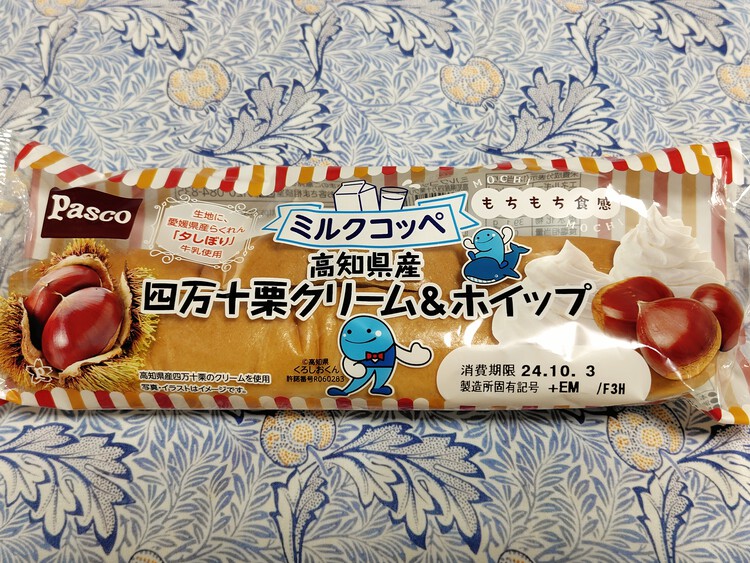 Pasco
生地に、
愛媛県産らくれん
「夕しぼり」
牛乳使用
ミルクコッペ
MOCHI
もちもち食感
MOCHI
高知県産
四万十栗クリーム&ホイップ
©高知県
くろしおくん
許諾番号R060283
高知県産四万十栗のクリームを使用
写真・イラストはイメージです。
消費期限 24.10. 3
製造所固有記号 +EM /F3H